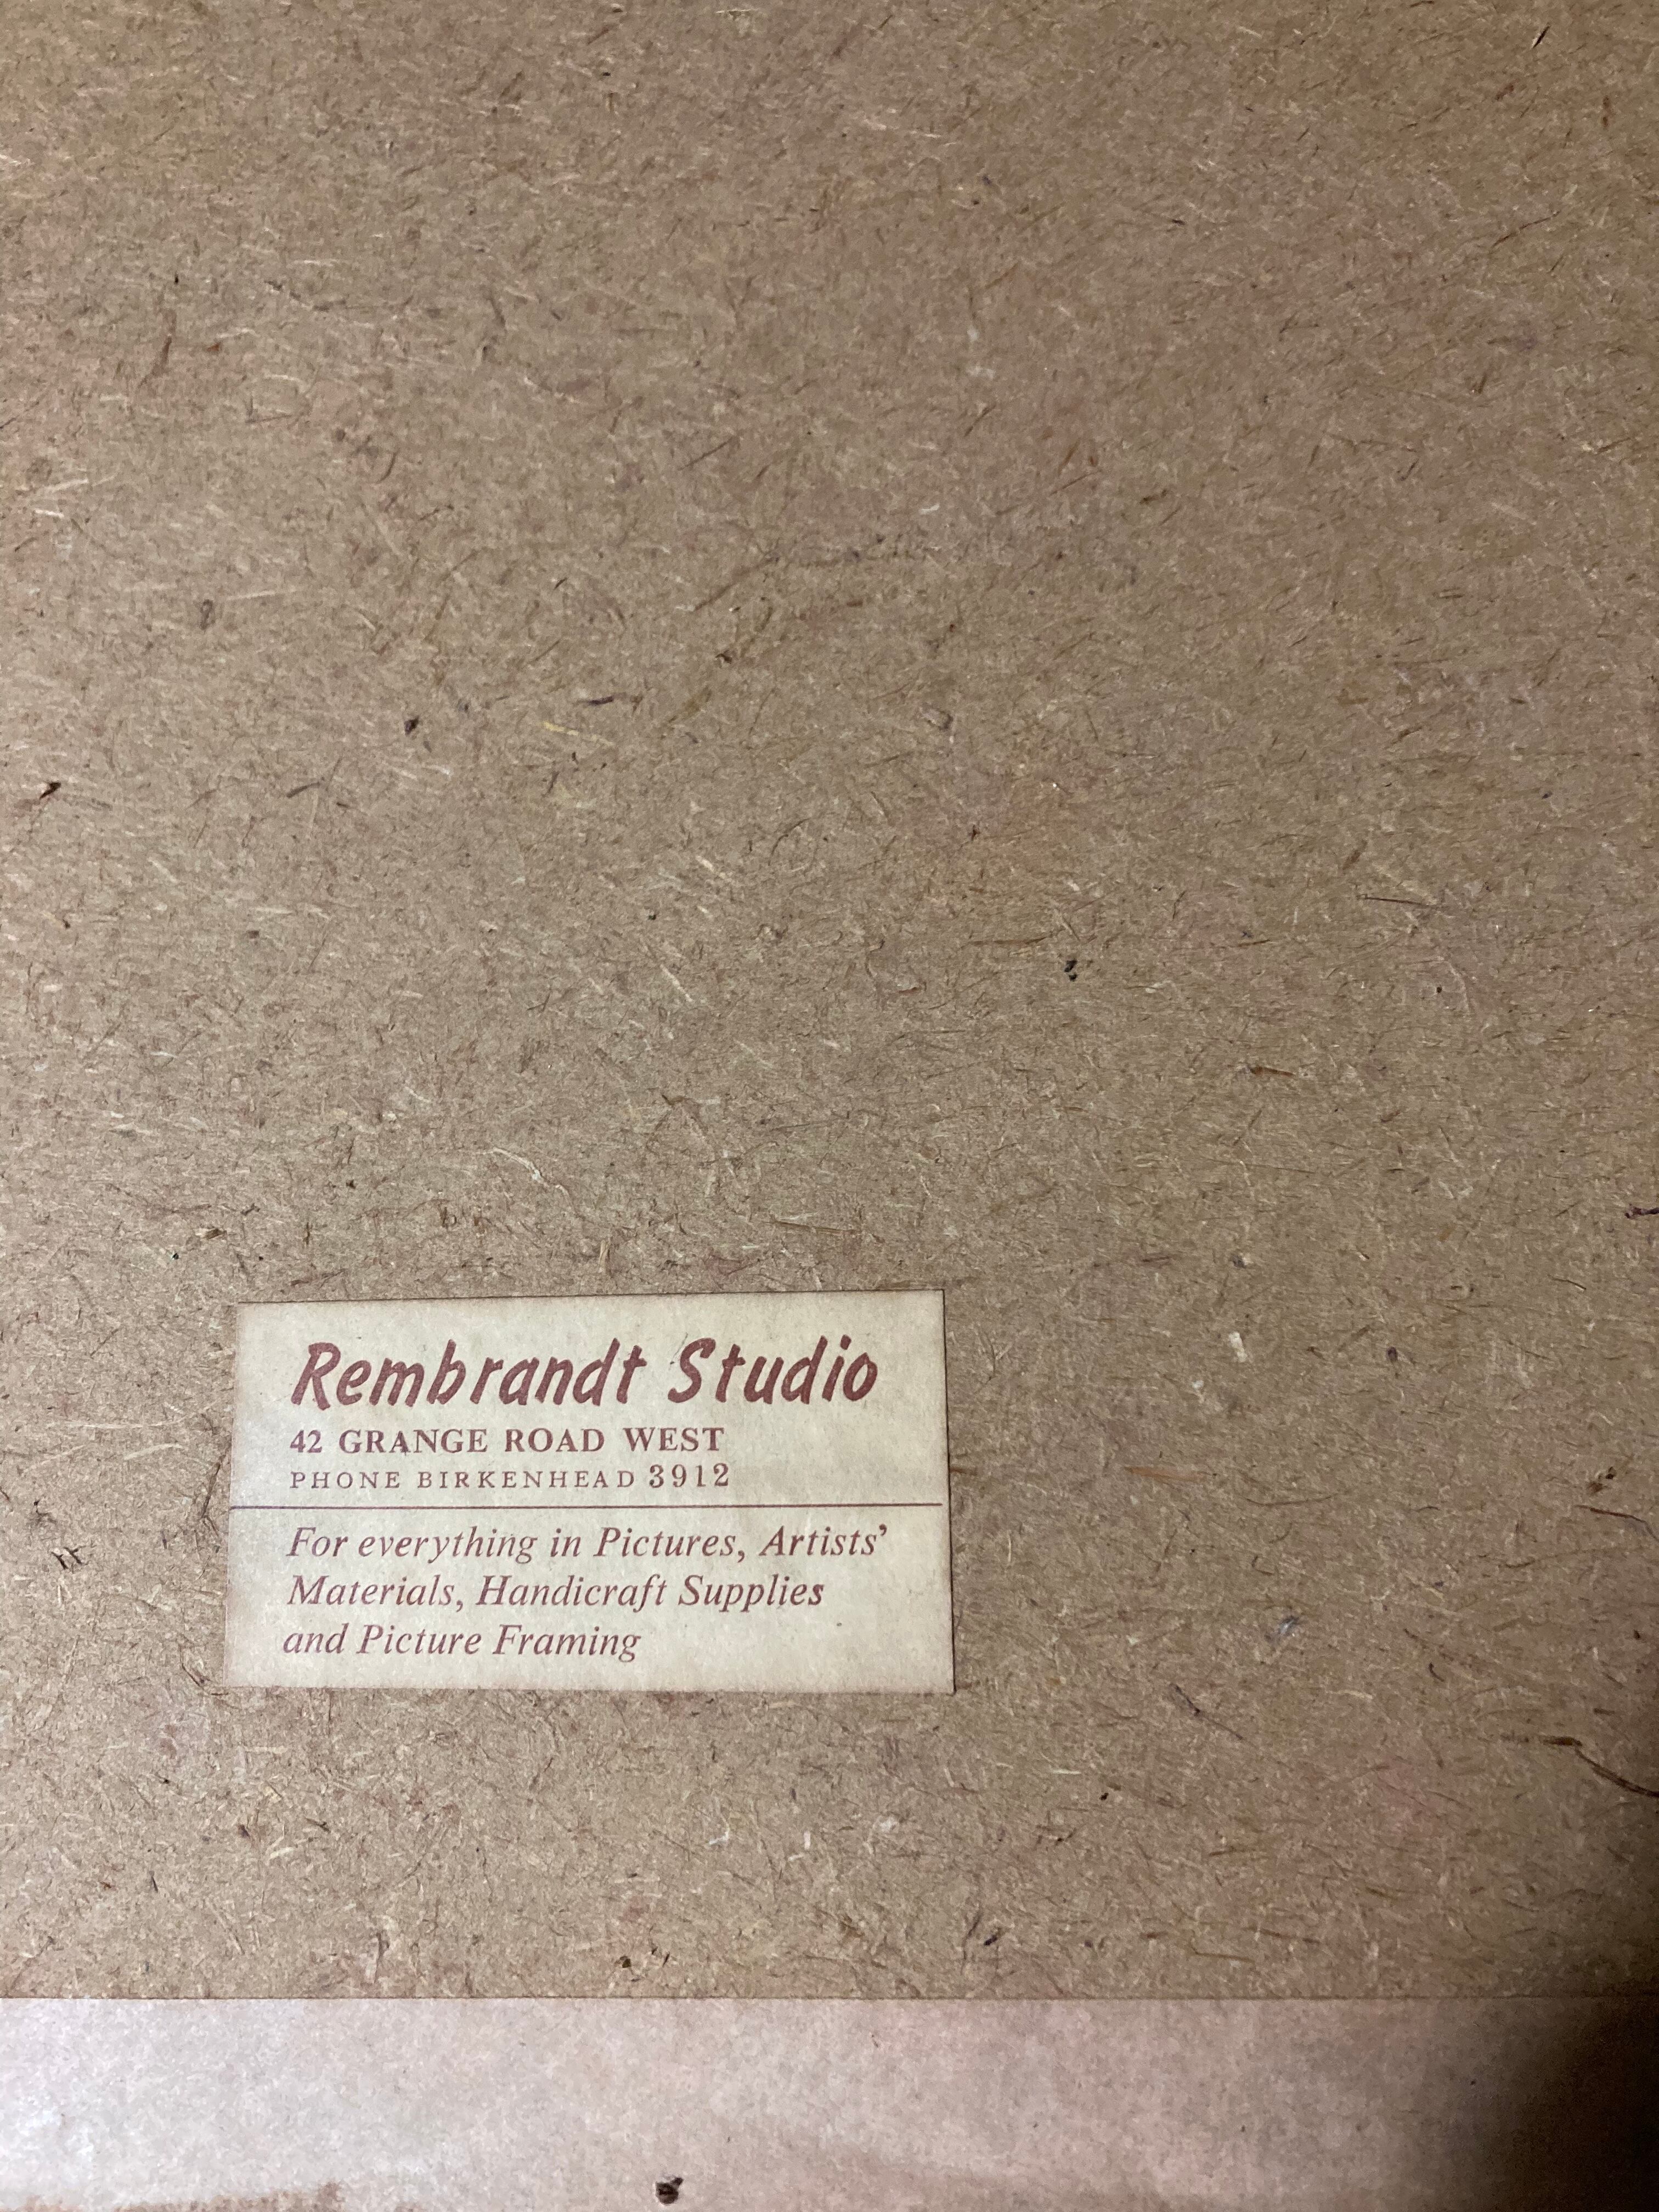 Rembrandt Studio
42 GRANGE ROAD WEST
PHONE BIRKENHEAD 3912
For everything in Pictures, Artists’
Materials, Handicraft Supplies
and Picture Framing